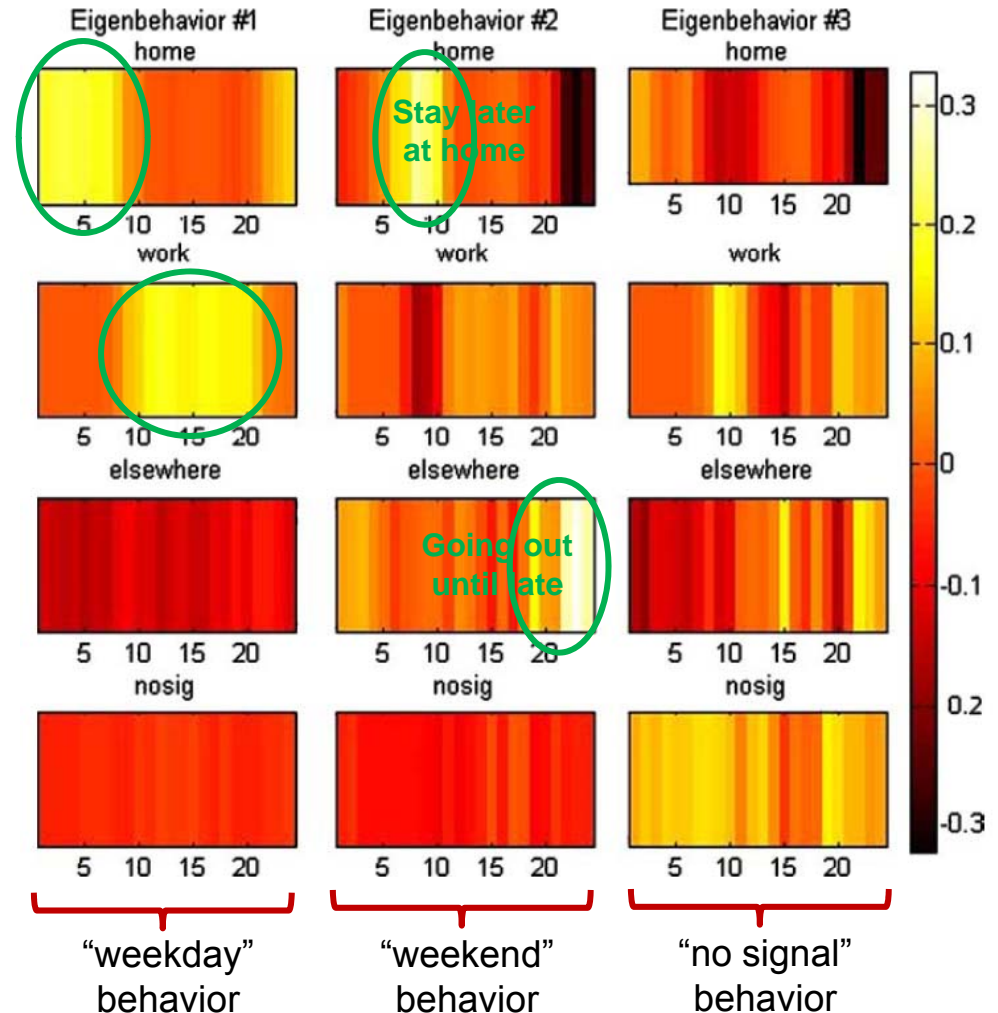 Eigenbehavior #1
home
5 10 15 20
work
10 15 20
elsewhere
5 10 15 20
nosig
5 10 15 20
"weekday"
behavior
Eigenbehavior #2
home
Stay later
at home
5 10 15 20
work
5 10 15 20
elsewhere
Going out
until late
5 10 15 20
nosig
5 10 15 20
"weekend"
behavior
Eigenbehavior #3
home
5 10 15 20
work
5 10 15 20
elsewhere
5 10 15 20
nosig
5 10 15 20
"no signal"
behavior
0.3
0.2
0.1
0
-0.1
0.2
-0.3